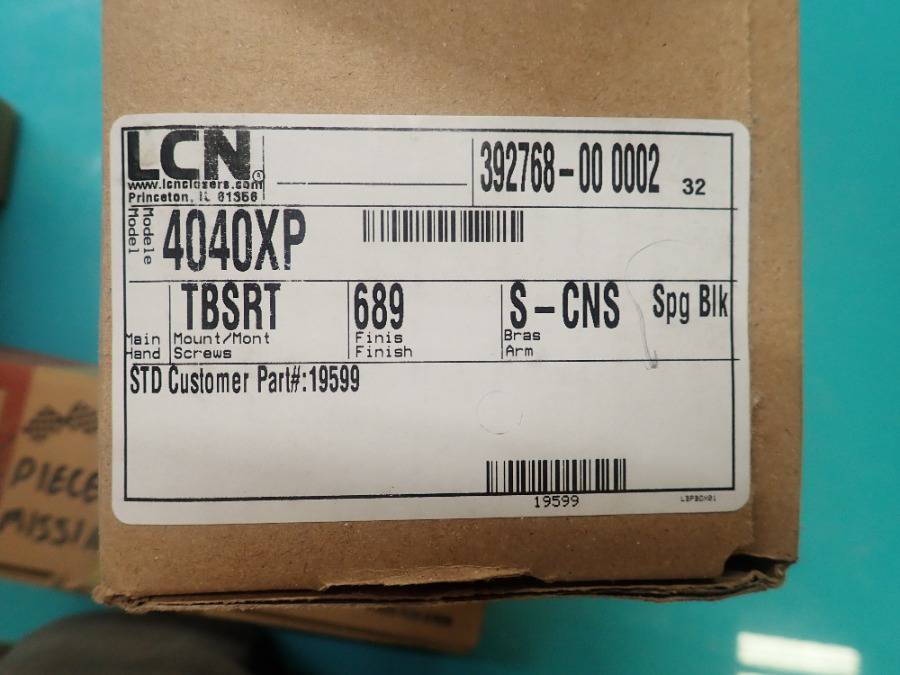 LCN®
www.lcnclosers.com
Princeton, IL 61356
392768-00 0002 32
Modele
Model
4040XP
TBSRT 689 S-CNS Spg Blk
Main Mount/Mont Finis Bras
Hand Screws Finish Arm
STD Customer Part#:19599
19599
PIECE
MISSIN